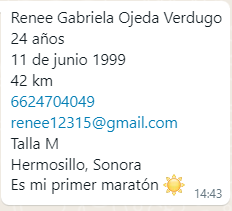 Renee Gabriela Ojeda Verdugo
24 años
11 de junio 1999
42 km
6624704049
renee12315@gmail.com
Talla M
Hermosillo, Sonora
Es mi primer maratón ☀️
14:43